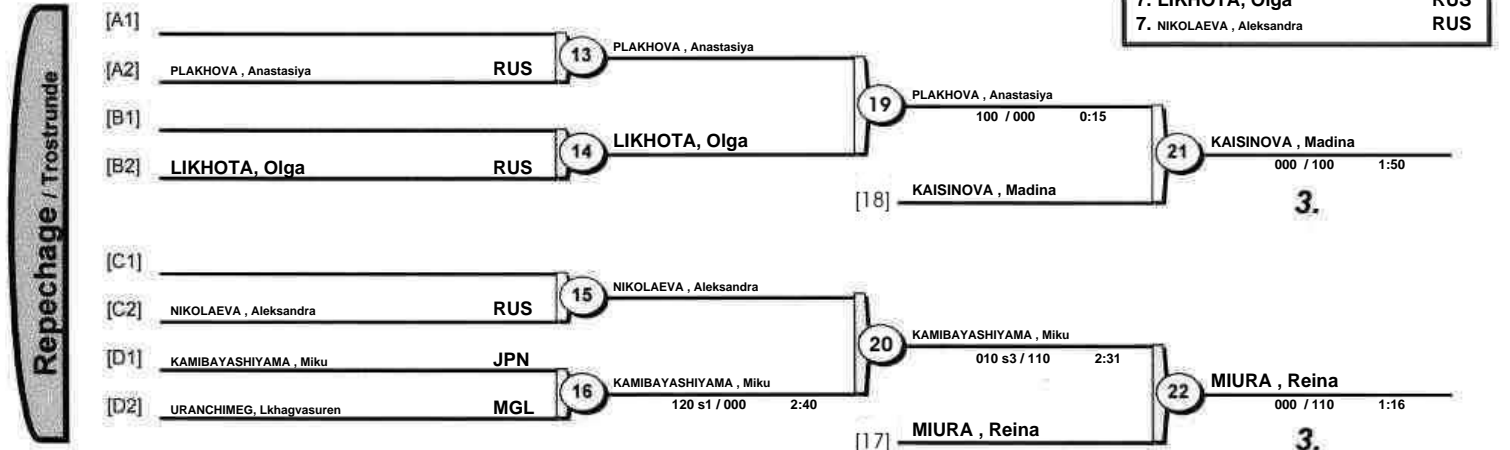 7. LIKHOTA, Olga RUS
7. NIKOLAEVA , Aleksandra RUS
Repechage / Trostrunde
[A1]
13 PLAKHOVA , Anastasiya
[A2] PLAKHOVA , Anastasiya RUS
19 PLAKHOVA , Anastasiya
100 / 000 0:15
[B1]
14 LIKHOTA, Olga
[B2] LIKHOTA, Olga RUS
21 KAISINOVA , Madina
000 / 100 1:50
[18] KAISINOVA , Madina
3.
[C1]
15 NIKOLAEVA , Aleksandra
[C2] NIKOLAEVA , Aleksandra RUS
20 KAMIBAYASHIYAMA , Miku
010 s3 / 110 2:31
[D1] KAMIBAYASHIYAMA , Miku JPN
16 KAMIBAYASHIYAMA , Miku
120 s1 / 000 2:40
[D2] URANCHIMEG, Lkhagvasuren MGL
22 MIURA , Reina
000 / 110 1:16
[17] MIURA , Reina
3.